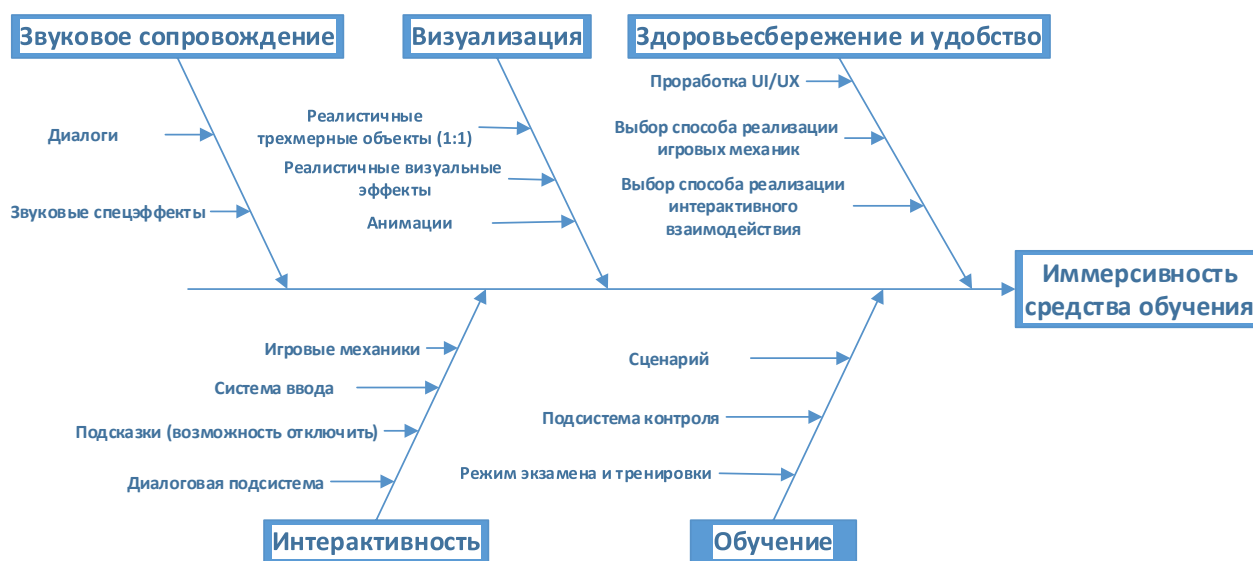 Звуковое сопровождение
Визуализация
Здоровьесбережение и удобство
Диалоги
Звуковые спецэффекты
Реалистичные
трехмерные объекты (1:1)
Реалистичные визуальные
эффекты
Анимации
Проработка UI/UX
Выбор способа реализации
игровых механик
Выбор способа реализации
интерактивного
взаимодействия
Иммерсивность
средства обучения
Игровые механики
Система ввода
Подсказки (возможность отключить)
Диалоговая подсистема
Сценарий
Подсистема контроля
Режим экзамена и тренировки
Интерактивность
Обучение